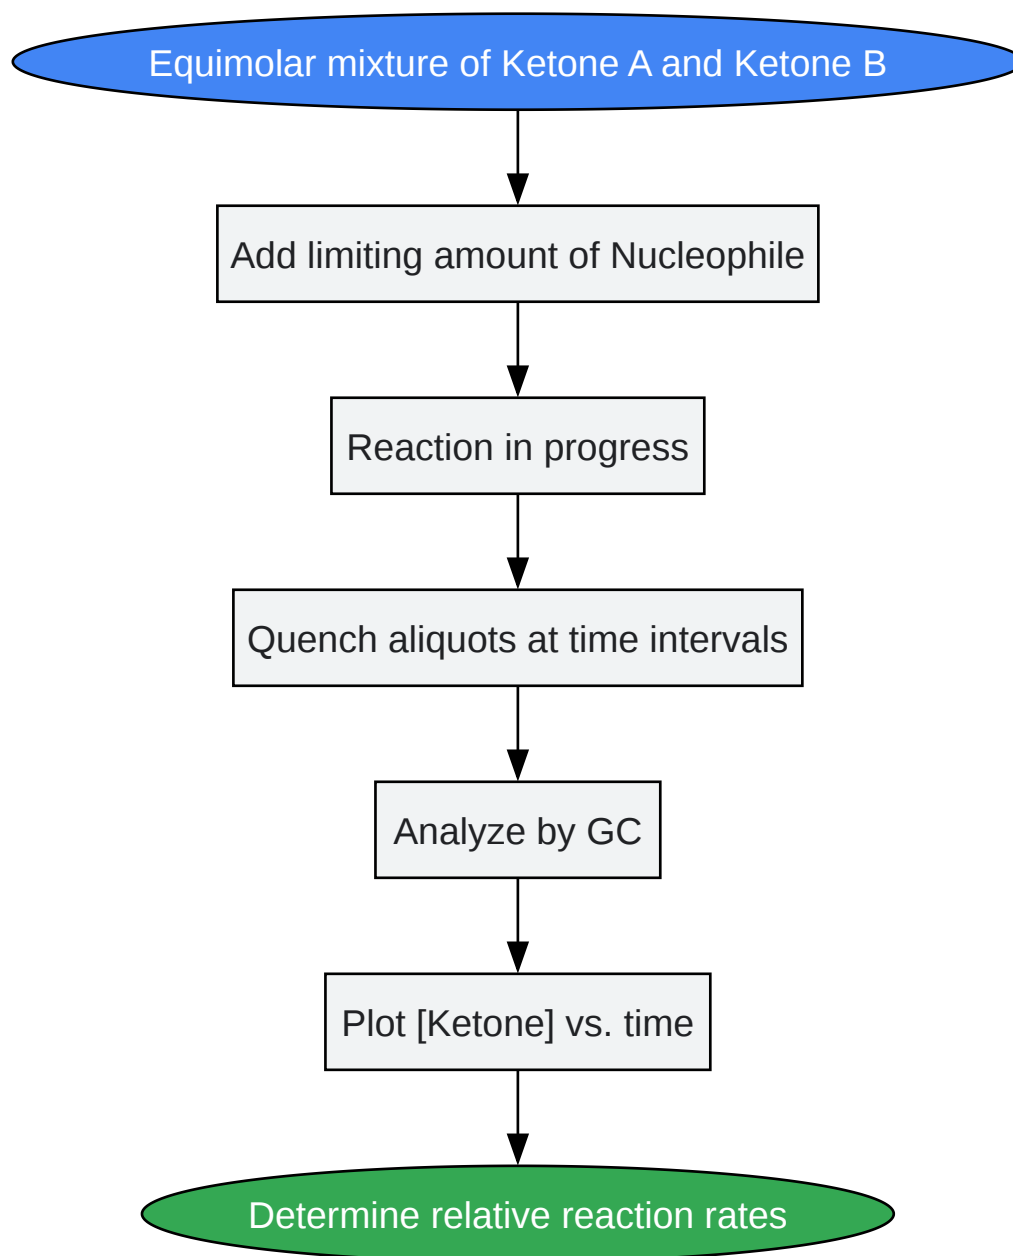 Equimolar mixture of Ketone A and Ketone B
Add limiting amount of Nucleophile
Reaction in progress
Quench aliquots at time intervals
Analyze by GC
Plot [Ketone] vs. time
Determine relative reaction rates